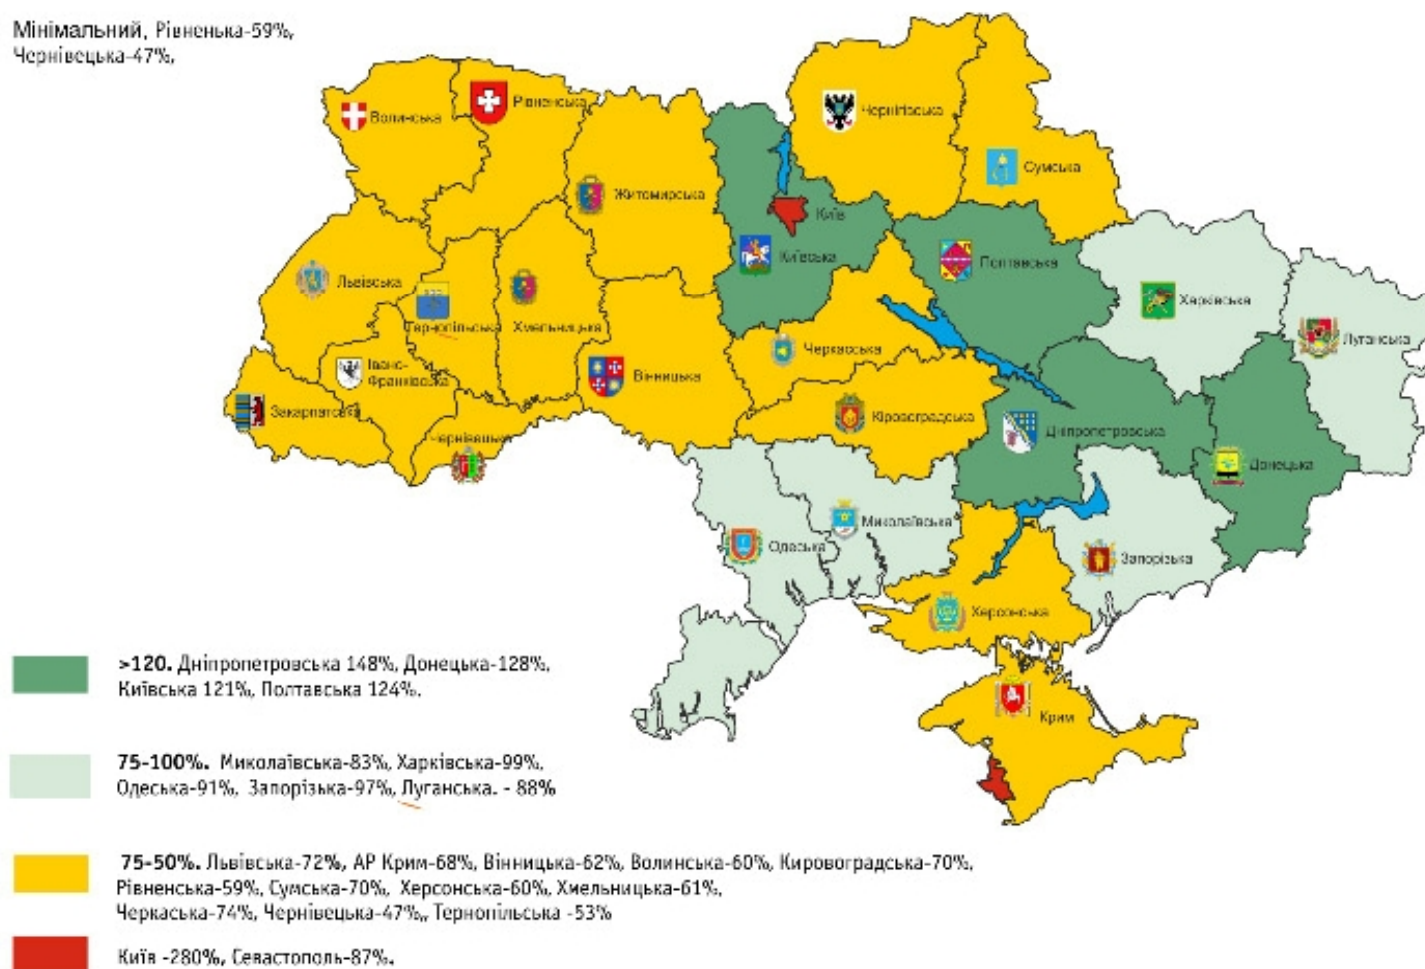 Мінімальний, Рівненька-59%,
Чернівецька-47%,
Волинська
Рівненська
Житомирська
Чернігівська
Сумська
Київ
Київська
Полтавська
Харківська
Луганська
Львівська
Тернопільська
Хмельницька
Івано-
Франківська
Закарпатська
Чернівецька
Вінницька
Черкасська
Кіровоградська
Дніпропетровська
Донецька
Миколаївська
Одеська
Запорізька
Херсонська
Крим
>120. Дніпропетровська 148%, Донецька-128%,
Київська 121%, Полтавська 124%.
75-100%. Миколаївська-83%, Харківська-99%,
Одеська-91%, Запорізька-97%, Луганська. - 88%
75-50%. Львівська-72%, АР Крим-68%, Вінницька-62%, Волинська-60%, Кировоградська-70%,
Рівненська-59%, Сумська-70%, Херсонська-60%, Хмельницька-61%,
Черкаська-74%, Чернівецька-47%,, Тернопільська -53%
Київ -280%, Севастополь-87%.